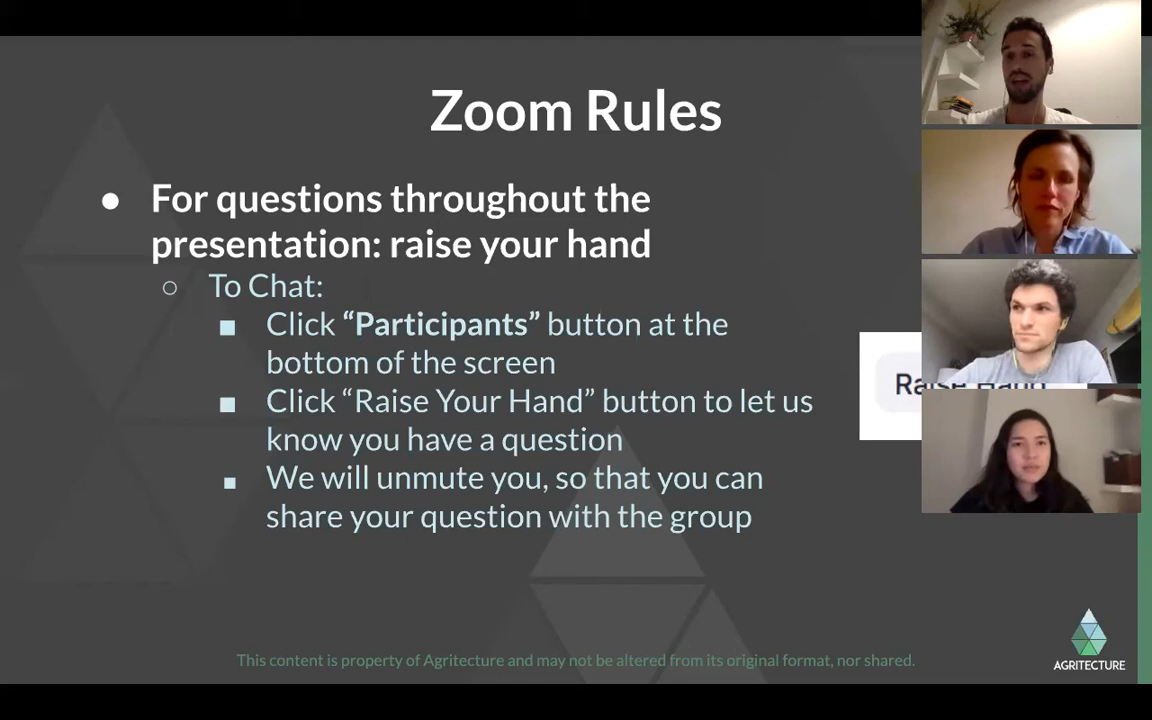 Zoom Rules
● For questions throughout the
presentation: raise your hand
○ To Chat:
■ Click “Participants” button at the
bottom of the screen
■ Click “Raise Your Hand” button to let us
know you have a question
■ We will unmute you, so that you can
share your question with the group
Raise Hand
This content is property of Agritecture and may not be altered from its original format, nor shared.
AGRITECTURE